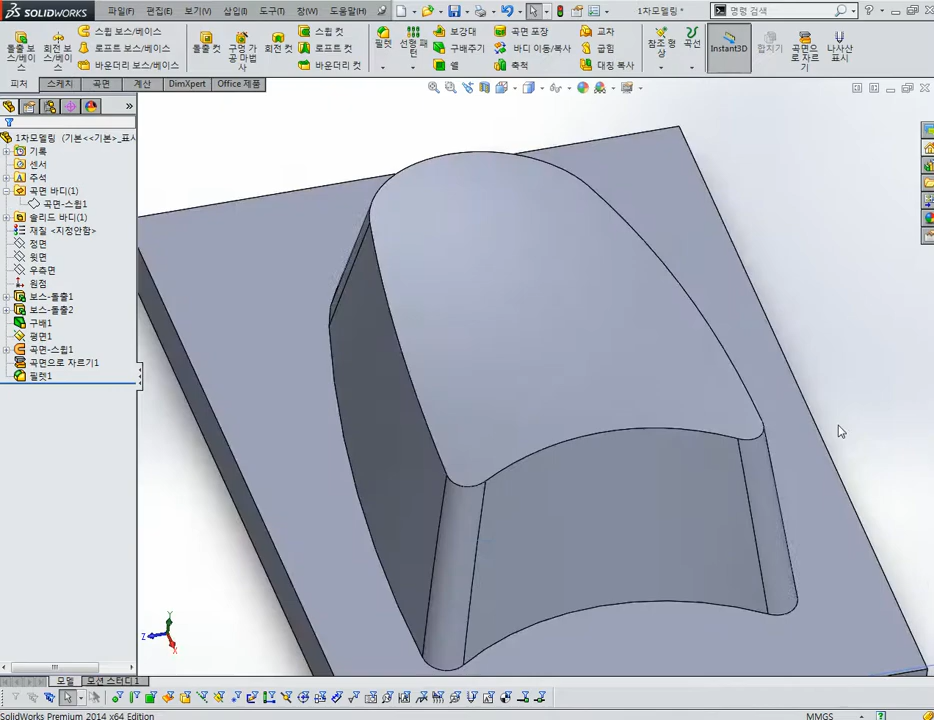 SOLIDWORKS 파일(F) 편집(E) 보기(V) 삽입(I) 도구(T) 창(W) 도움말(H) 1차모델링 * 명령 검색
돌출 보스/베이스
회전 보스/베이스
스윕 보스/베이스
로프트 보스/베이스
바운더리 보스/베이스
돌출 컷
구멍 가공 마법사
회전 컷
스윕 컷
로프트 컷
바운더리 컷
필렛
선형 패턴
보강대
구배주기
쉘
곡면 포장
바디 이동/복사
축적
교차
굽힘
대칭 복사
참조 형상
곡선
Instant3D
합치기
곡면으로 자르기
나사산 표시
피처 스케치 곡면 계산 DimXpert Office 제품
1차모델링 (기본<<기본>_표시
기록
센서
주석
곡면 바디(1)
곡면-스윕1
솔리드 바디(1)
재질 <지정안함>
정면
윗면
우측면
원점
보스-돌출1
보스-돌출2
구배1
평면1
곡면-스윕1
곡면으로 자르기1
필렛1
Y
Z
X
모델 모션 스터디 1
SolidWorks Premium 2014 x64 Edition MMGS